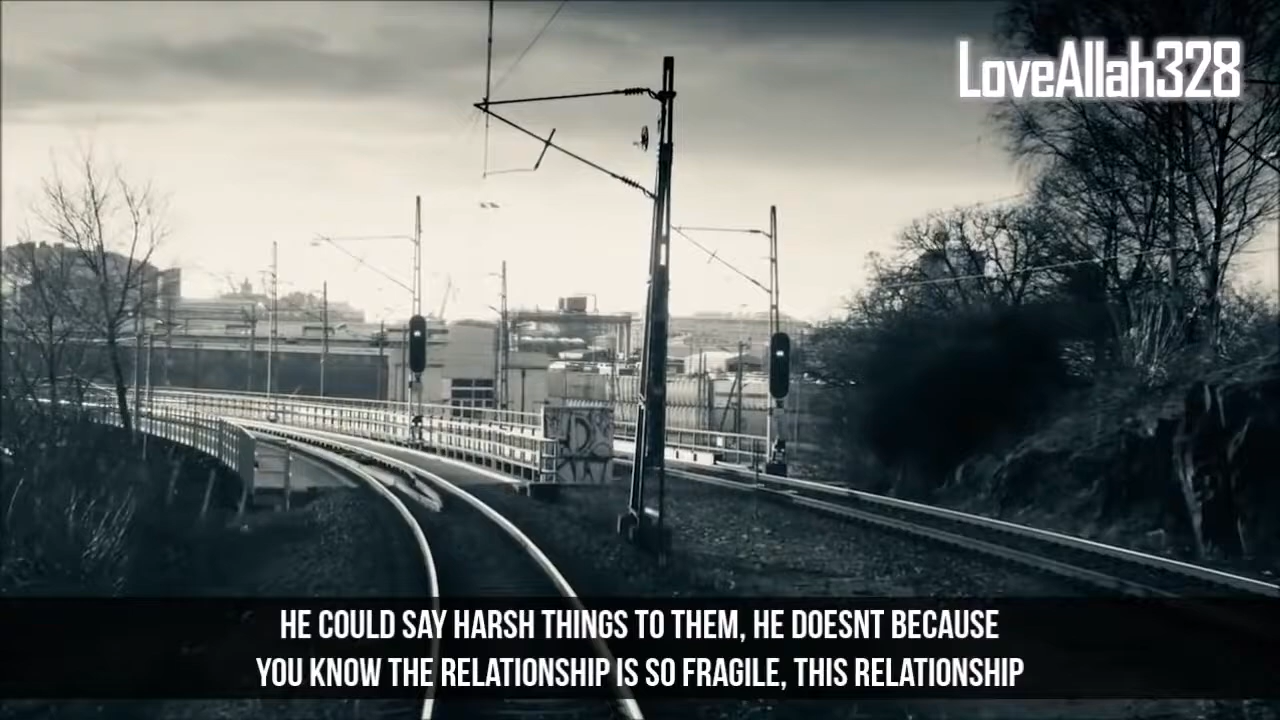 LoveAllah328
HE COULD SAY HARSH THINGS TO THEM, HE DOESNT BECAUSE
YOU KNOW THE RELATIONSHIP IS SO FRAGILE, THIS RELATIONSHIP